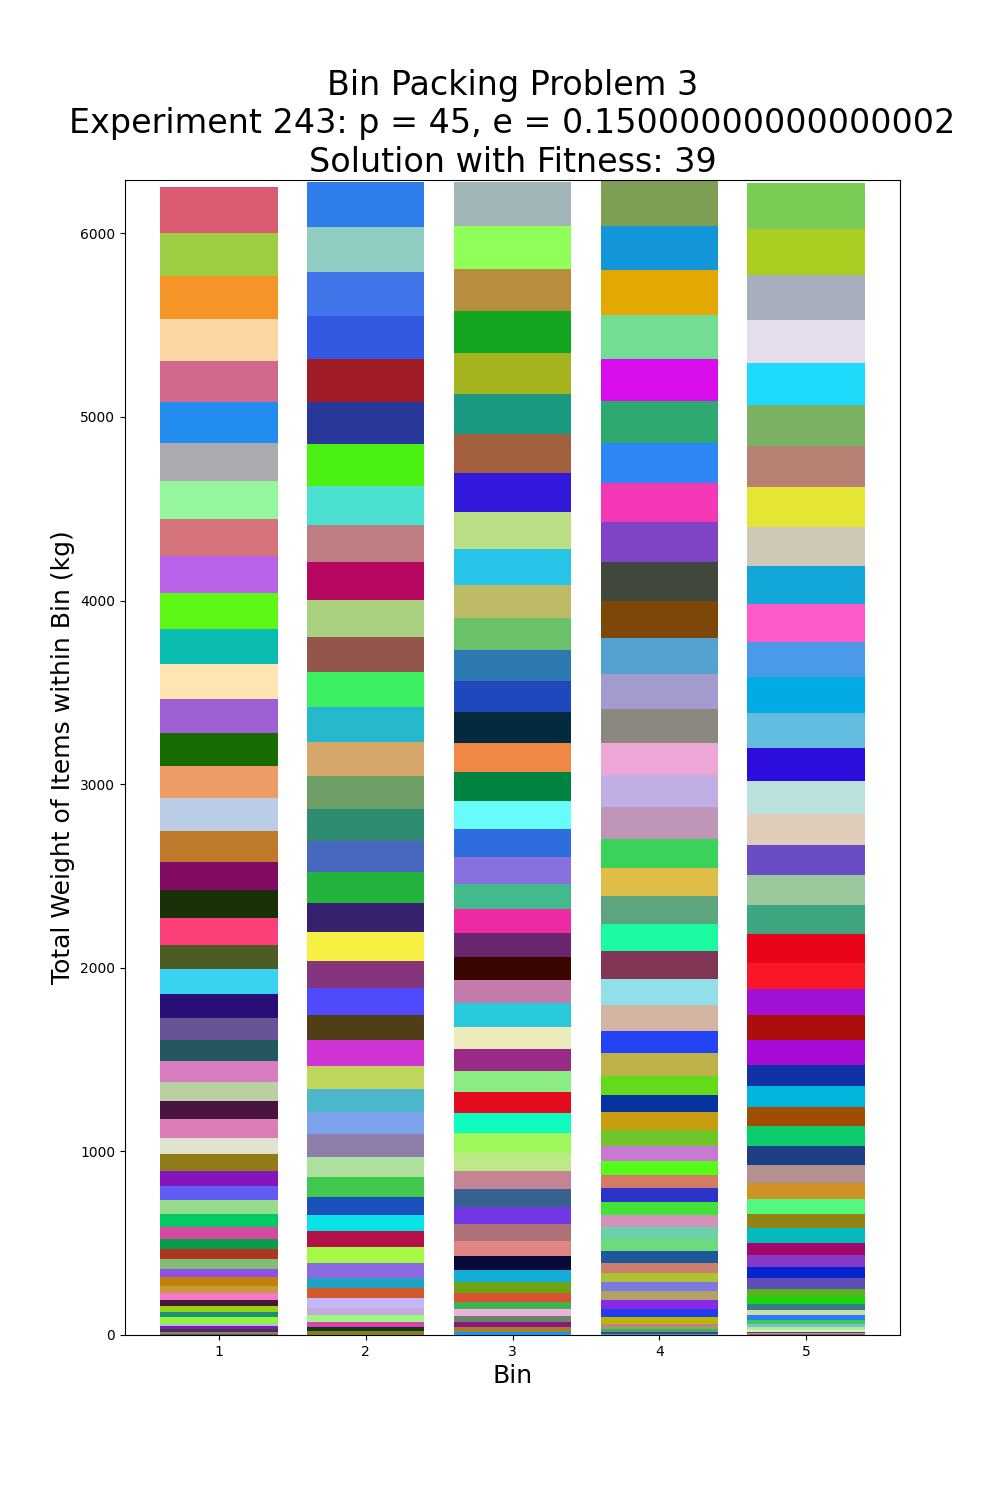 Bin Packing Problem 3
Experiment 243: p = 45, e = 0.15000000000000002
Solution with Fitness: 39
Total Weight of Items within Bin (kg)
6000
5000
4000
3000
2000
1000
0
1 2 3 4 5
Bin